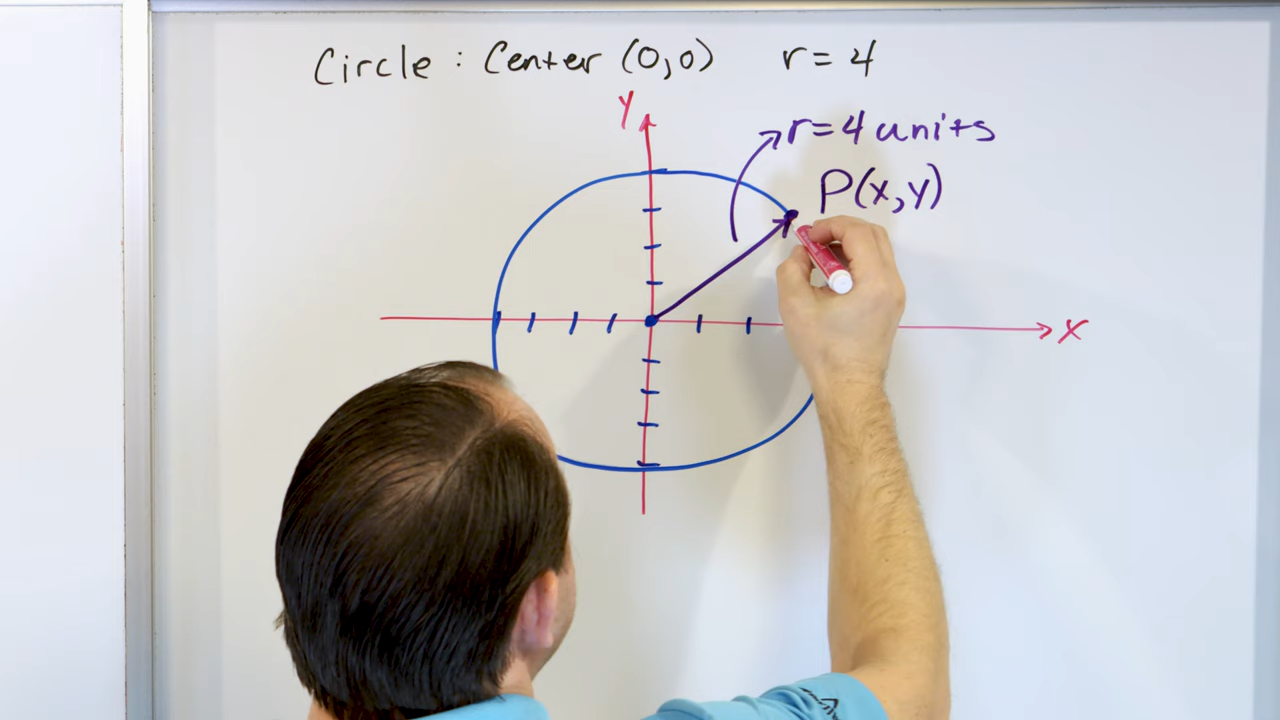 Circle : Center (0,0) r = 4
Y
r = 4 units
P(x,y)
X